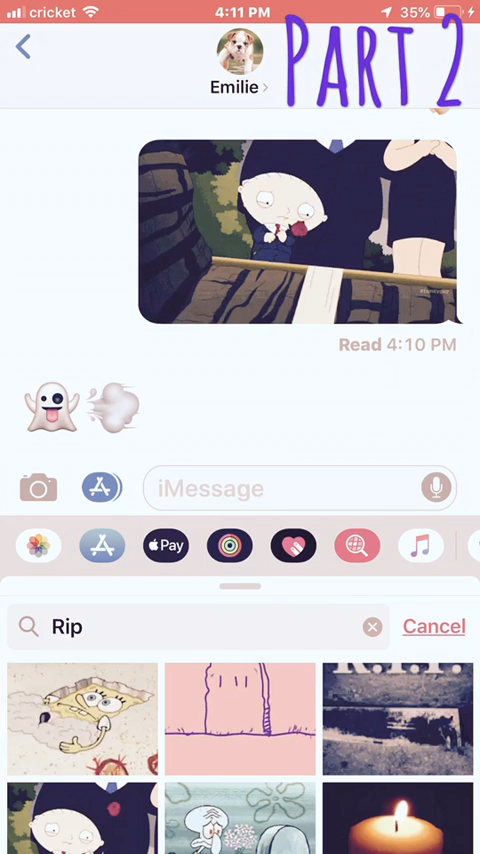 cricket 4:11 PM 35%
PART 2
Emilie
Read 4:10 PM
iMessage
Pay
Rip
Cancel
R.I.P.